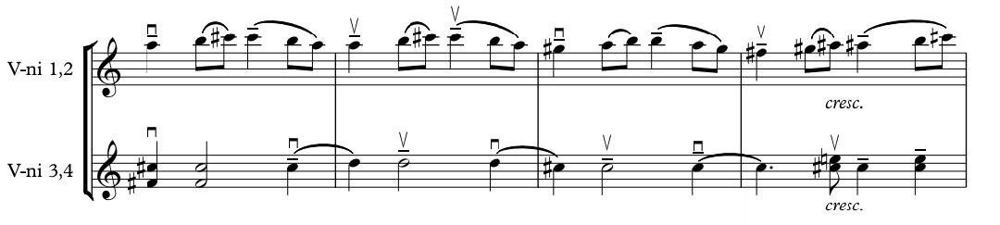 V-ni 1,2
cresc.
V-ni 3,4
cresc.